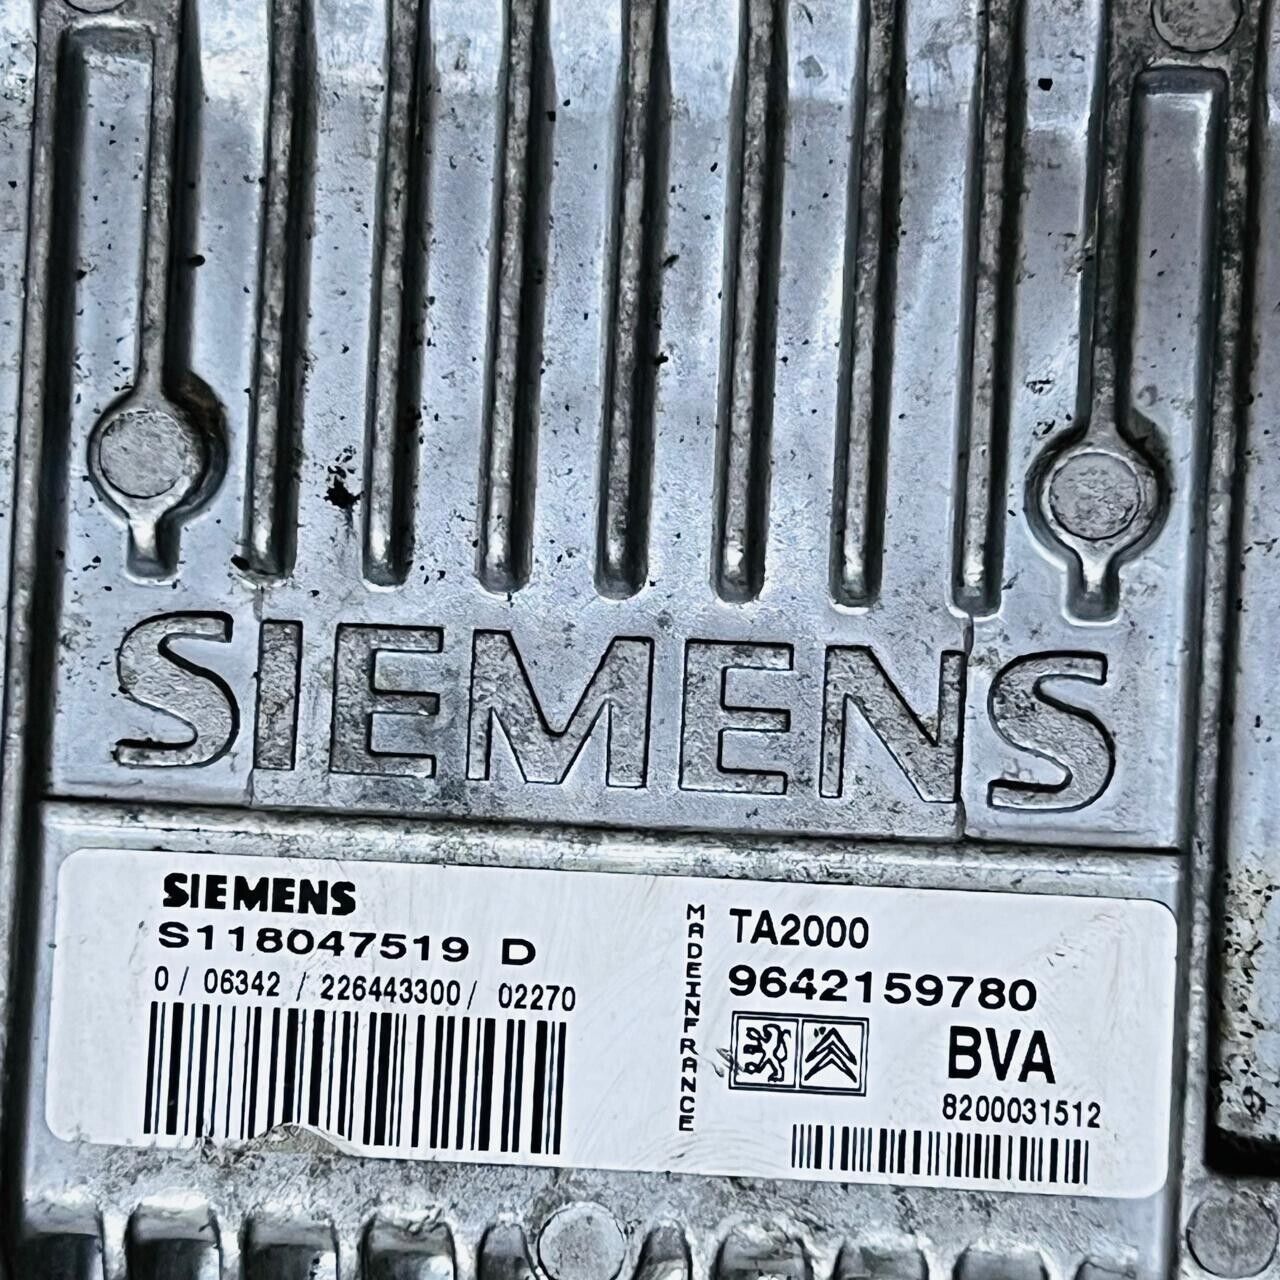 SIEMENS
SIEMENS
S118047519 D
0/ 06342 / 226443300/ 02270
MADE IN FRANCE
TA2000
9642159780
BVA
8200031512